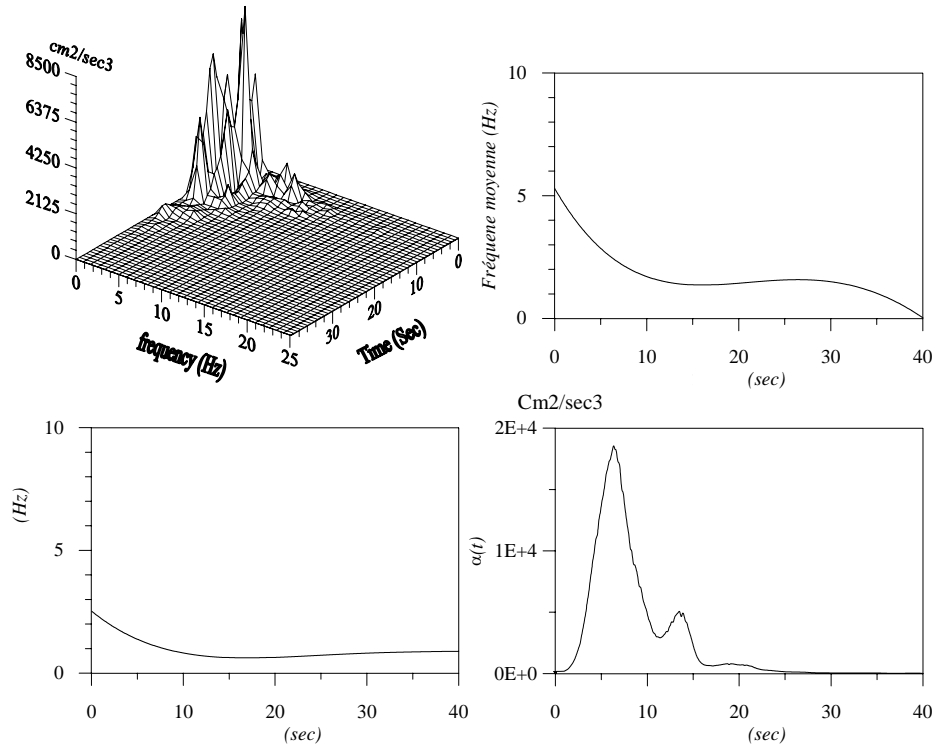 cm2/sec3
8500
6375
4250
2125
0
0
5
10
15
20
25
frequency (Hz)
30
20
10
0
Time (Sec)
10
5
0
Fréquene moyenne (Hz)
0 10 20 30 40
(sec)
10
5
0
(Hz)
0 10 20 30 40
(sec)
Cm2/sec3
2E+4
1E+4
0E+0
α(t)
0 10 20 30 40
(sec)